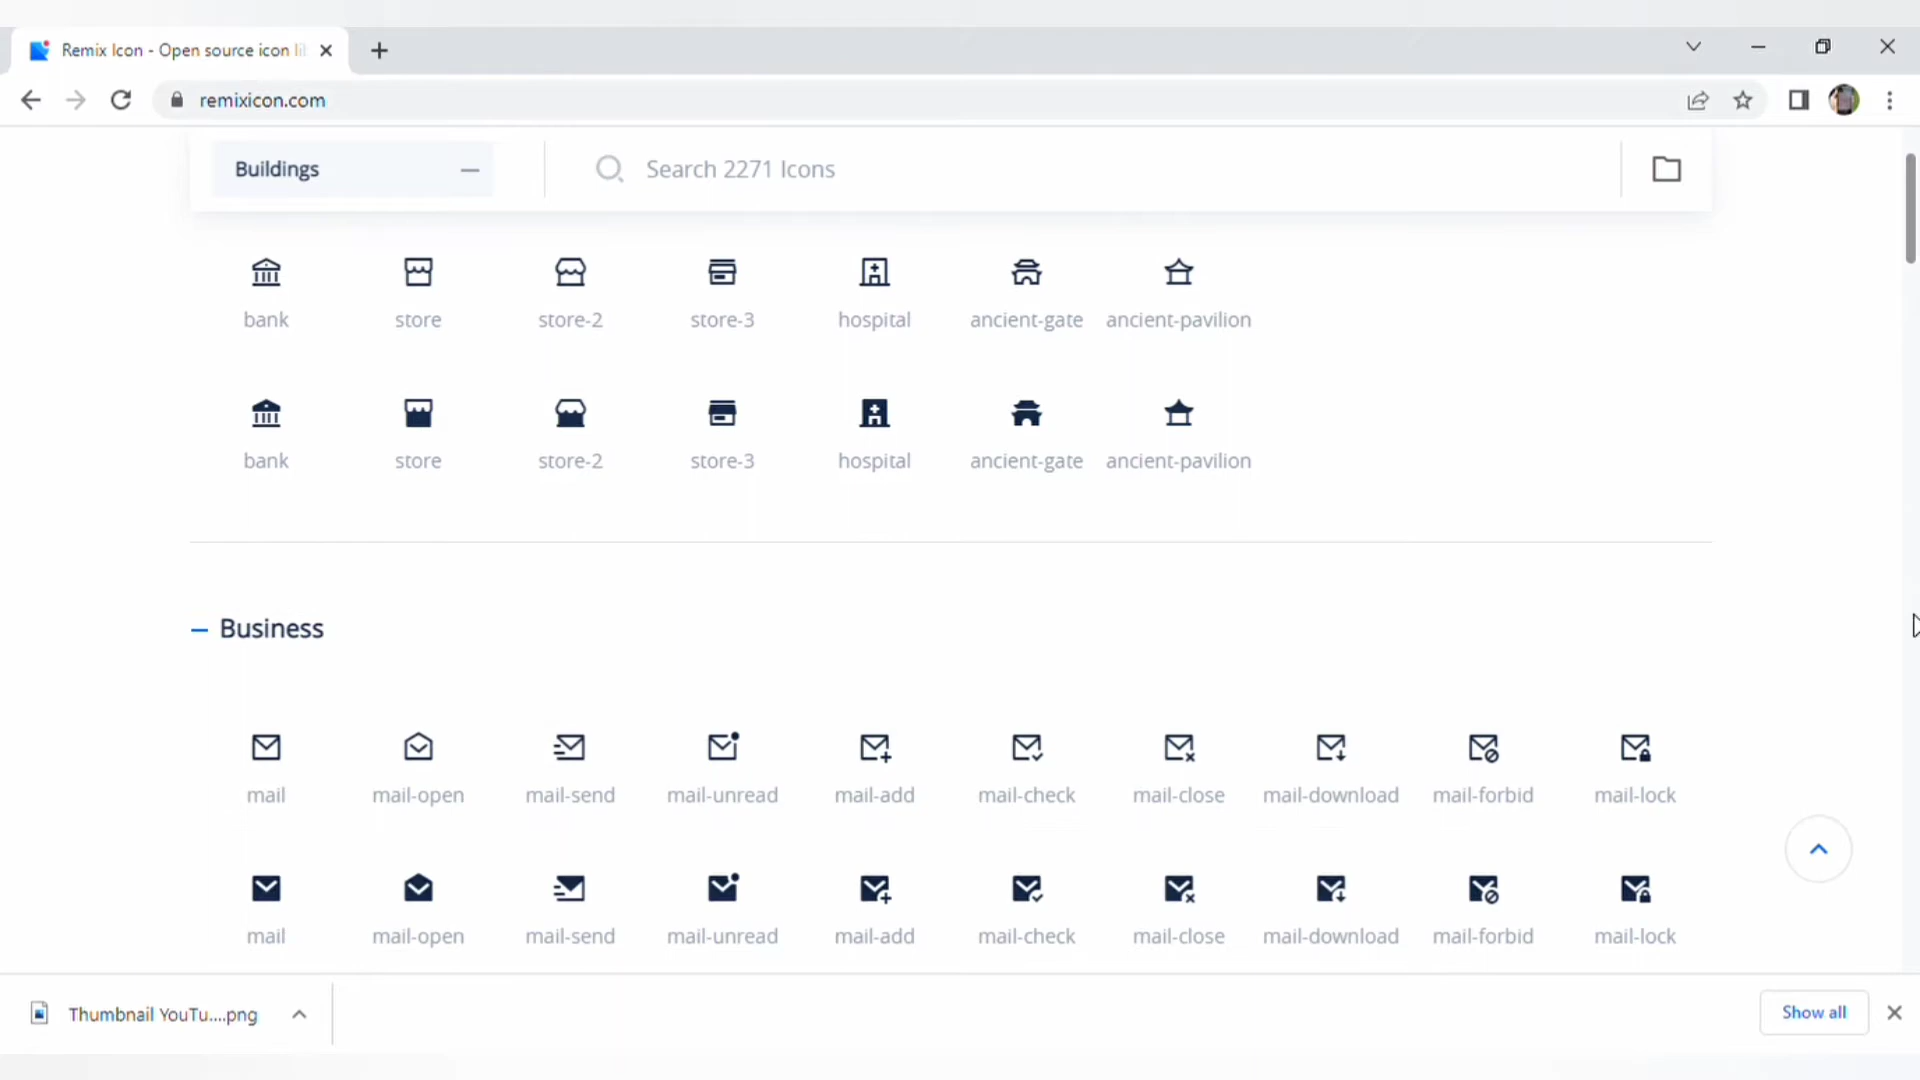 Remix Icon - Open source icon li
remixicon.com
Buildings
Search 2271 Icons
bank store store-2 store-3 hospital ancient-gate ancient-pavilion
bank store store-2 store-3 hospital ancient-gate ancient-pavilion
Business
mail mail-open mail-send mail-unread mail-add mail-check mail-close mail-download mail-forbid mail-lock
mail mail-open mail-send mail-unread mail-add mail-check mail-close mail-download mail-forbid mail-lock
Thumbnail YouTu....png
Show all